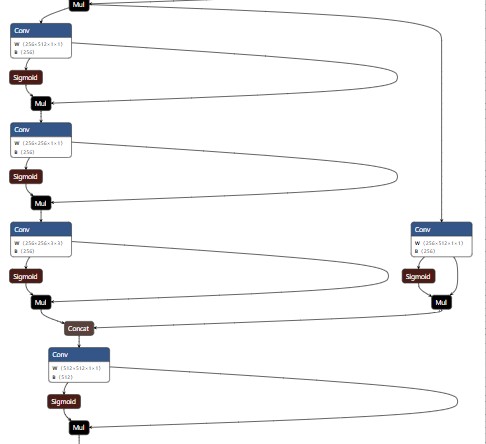 Mul
Conv
W ⟨256×512×1×1⟩
B ⟨256⟩
Sigmoid
Mul
Conv
W ⟨256×256×1×1⟩
B ⟨256⟩
Sigmoid
Mul
Conv
W ⟨256×256×3×3⟩
B ⟨256⟩
Sigmoid
Mul
Conv
W ⟨256×512×1×1⟩
B ⟨256⟩
Sigmoid
Mul
Concat
Conv
W ⟨512×512×1×1⟩
B ⟨512⟩
Sigmoid
Mul